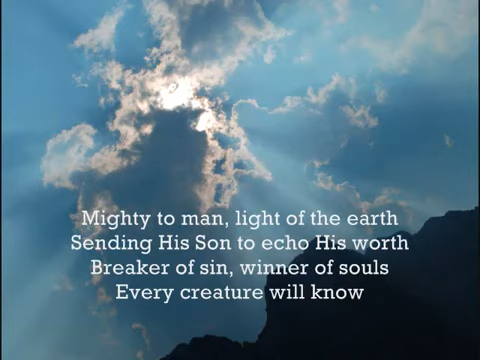 Mighty to man, light of the earth
Sending His Son to echo His worth
Breaker of sin, winner of souls
Every creature will know